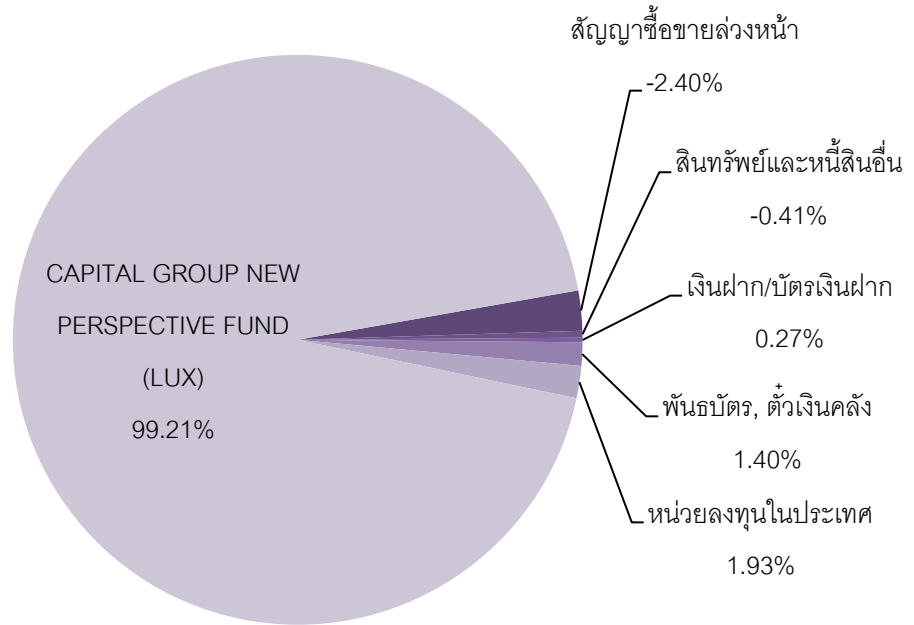 สัญญาซื้อขายล่วงหน้า
-2.40%
สินทรัพย์และหนี้สินอื่น
-0.41%
เงินฝาก/บัตรเงินฝาก
0.27%
พันธบัตร, ตั๋วเงินคลัง
1.40%
หน่วยลงทุนในประเทศ
1.93%
CAPITAL GROUP NEW
PERSPECTIVE FUND
(LUX)
99.21%